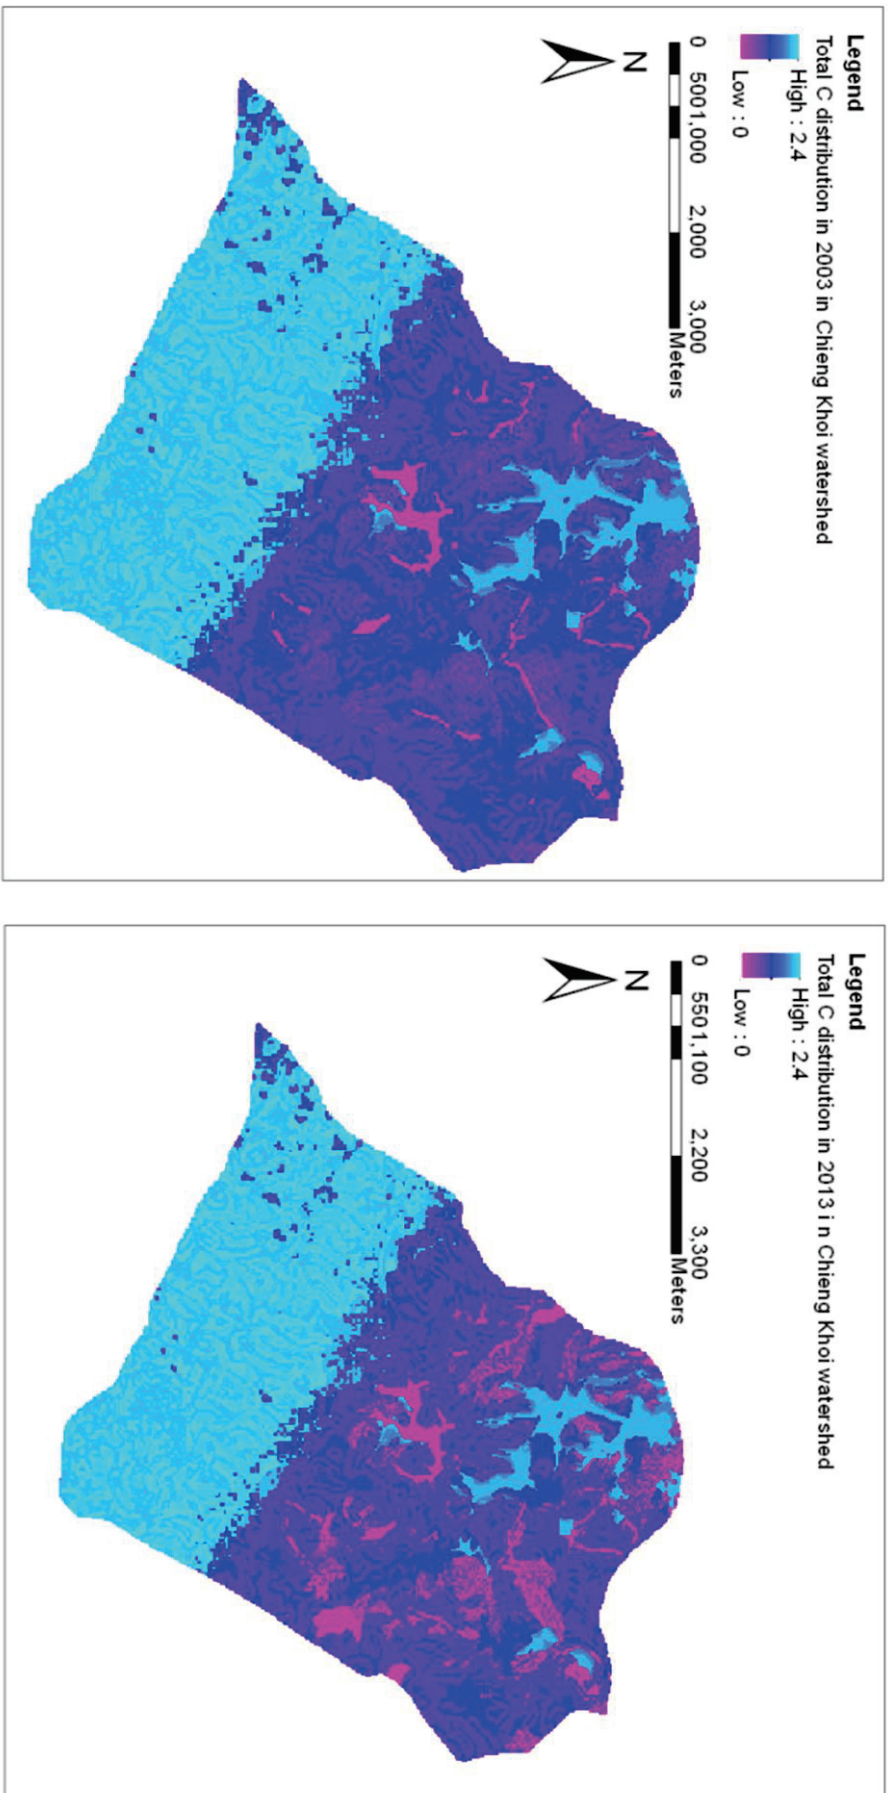 Legend
Total C distribution in 2003 in Chieng Khoi watershed
High : 2.4
Low : 0
0 5001,000 2,000 3,000
Meters
N
Legend
Total C distribution in 2013 i n Chieng Khoi watershed
High : 2.4
Low : 0
0 5501,100 2,200 3,300
Meters
N